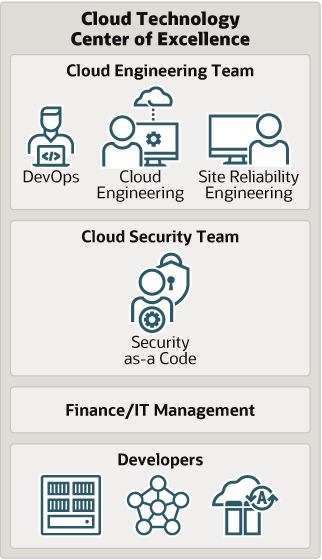 Cloud Technology
Center of Excellence
Cloud Engineering Team
</>
DevOps
Cloud
Engineering
Site Reliability
Engineering
Cloud Security Team
Security
as-a Code
Finance/IT Management
Developers
A